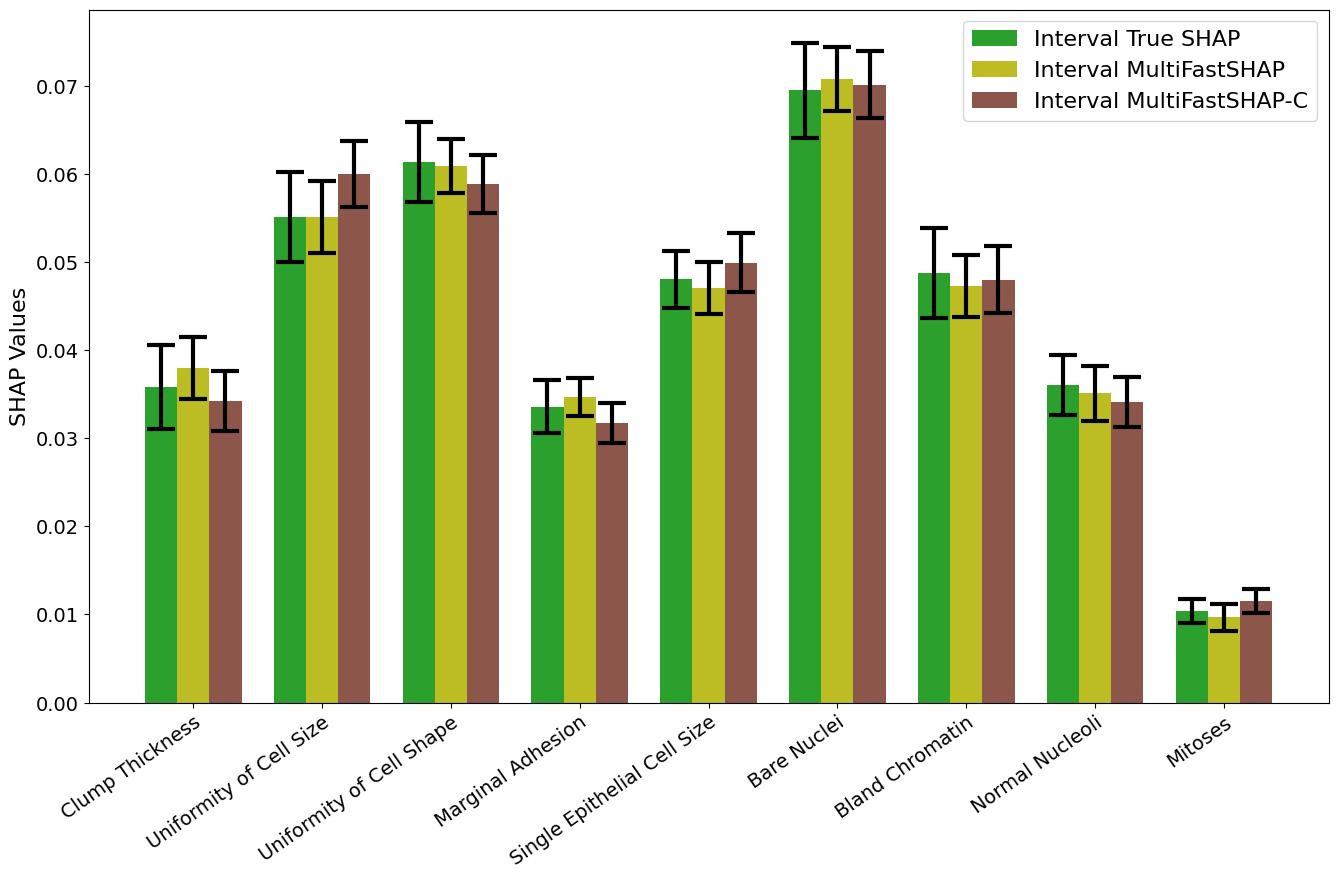 Interval True SHAP
Interval MultiFastSHAP
Interval MultiFastSHAP-C
SHAP Values
0.07
0.06
0.05
0.04
0.03
0.02
0.01
0.00
Clump Thickness
Uniformity of Cell Size
Uniformity of Cell Shape
Marginal Adhesion
Single Epithelial Cell Size
Bare Nuclei
Bland Chromatin
Normal Nucleoli
Mitoses